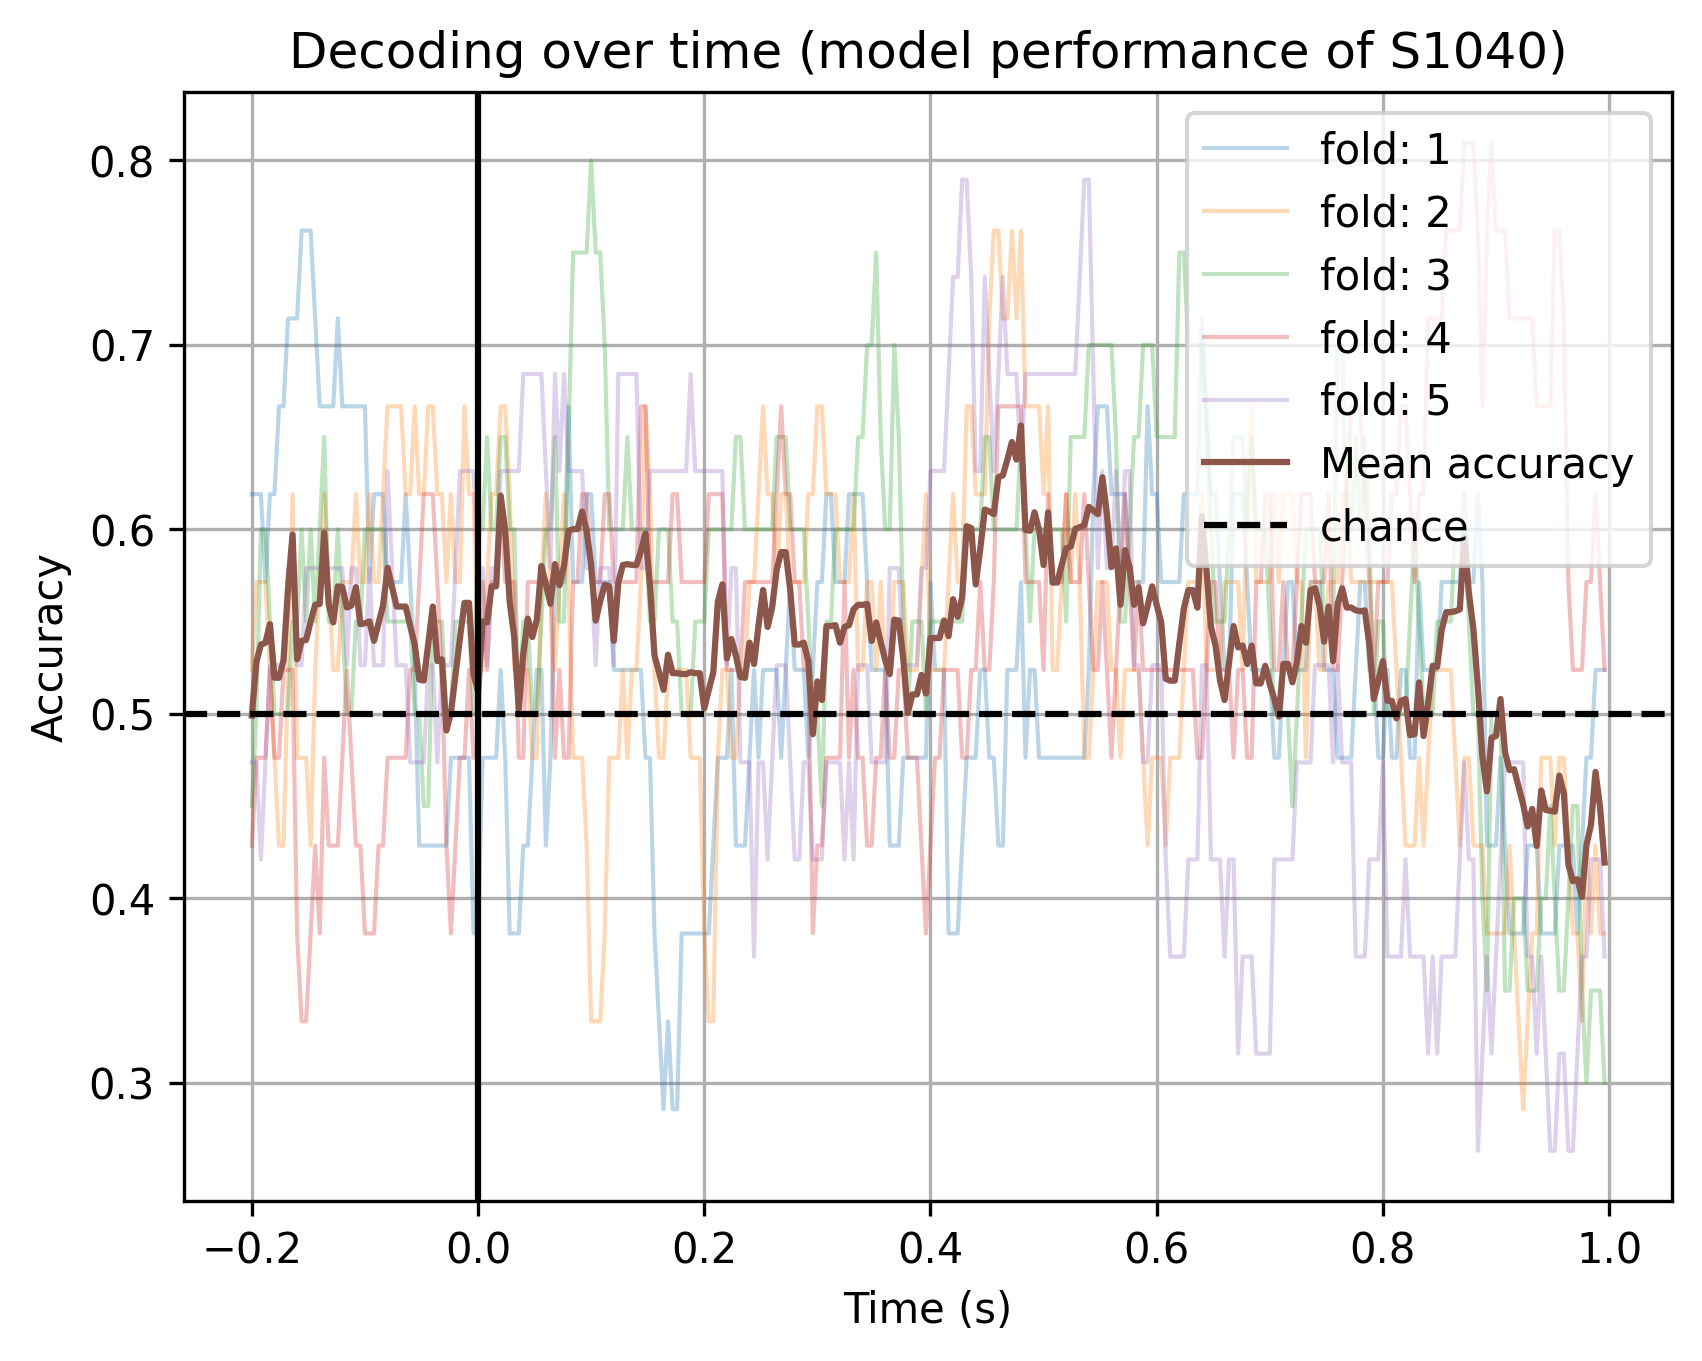 Decoding over time (model performance of S1040)
fold: 1
fold: 2
fold: 3
fold: 4
fold: 5
Mean accuracy
chance
Accuracy
0.8
0.7
0.6
0.5
0.4
0.3
−0.2
0.0
0.2
0.4
0.6
0.8
1.0
Time (s)